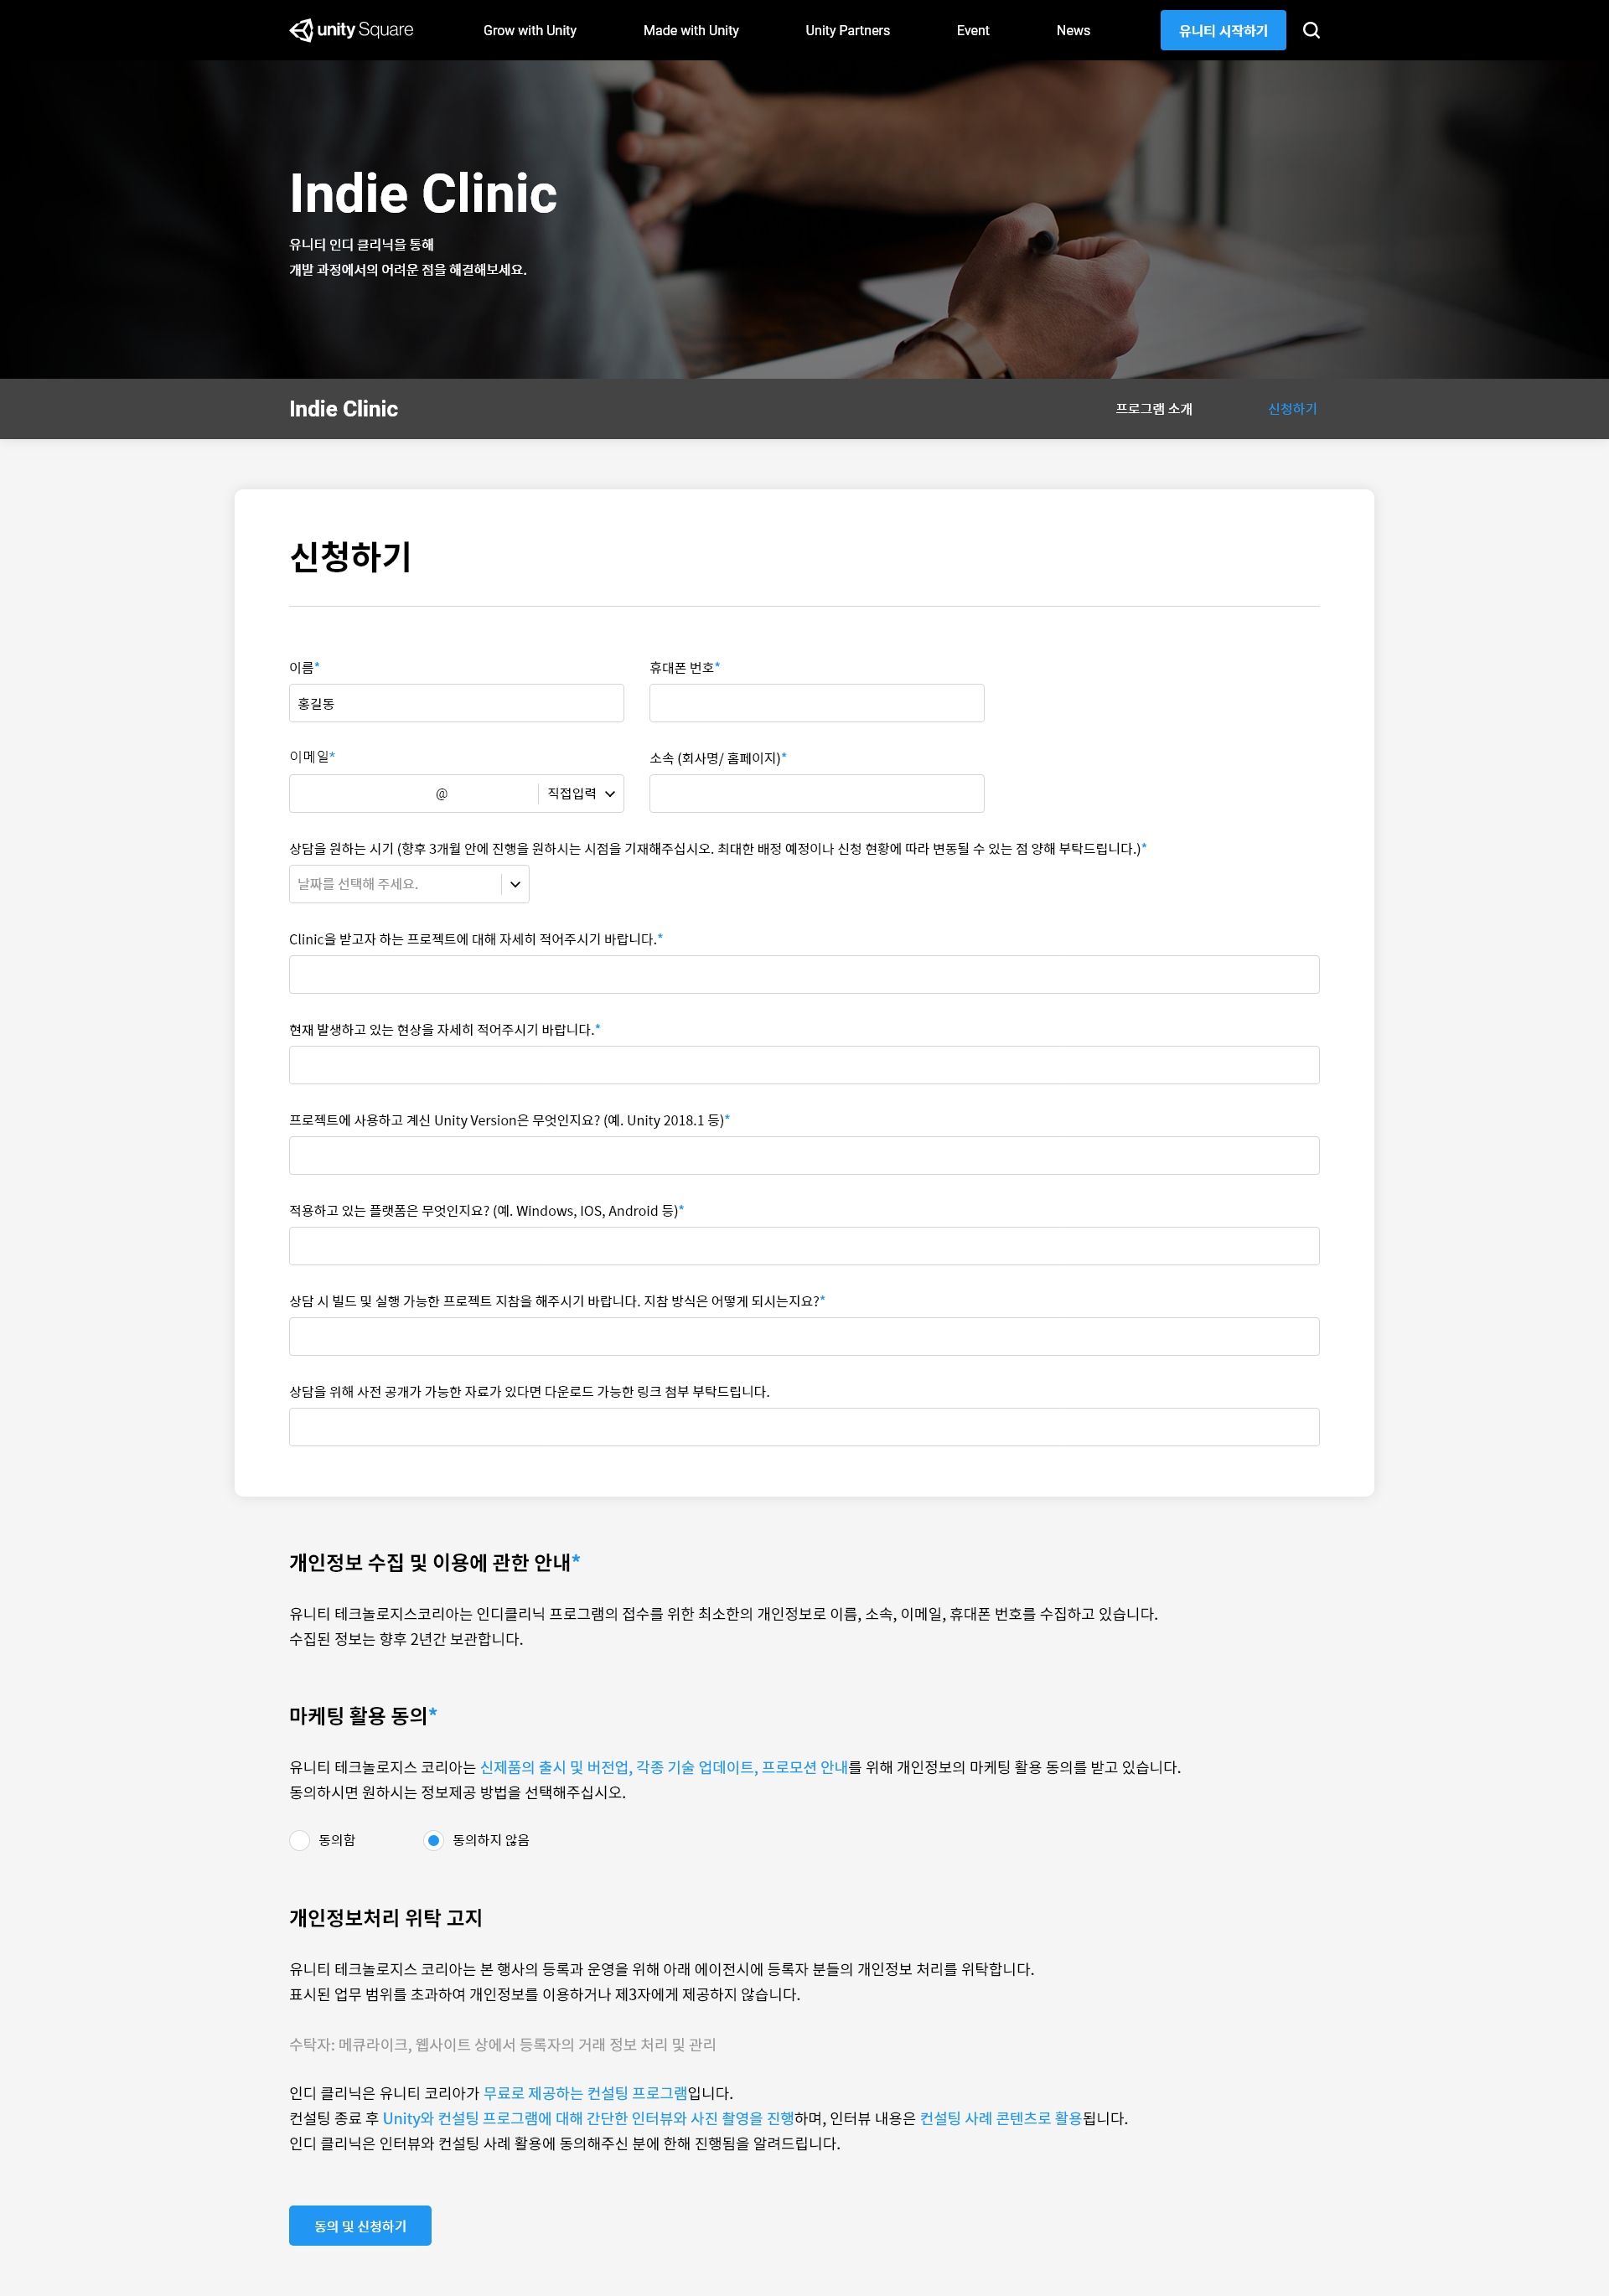 unity Square
Grow with Unity
Made with Unity
Unity Partners
Event
News
유니티 시작하기
Indie Clinic
유니티 인디 클리닉을 통해
개발 과정에서의 어려운 점을 해결해보세요.
Indie Clinic
프로그램 소개
신청하기
신청하기
이름*
휴대폰 번호*
홍길동
이메일*
소속 (회사명/ 홈페이지)*
@
직접입력
상담을 원하는 시기 (향후 3개월 안에 진행을 원하시는 시점을 기재해주십시오. 최대한 배정 예정이나 신청 현황에 따라 변동될 수 있는 점 양해 부탁드립니다.)*
날짜를 선택해 주세요.
Clinic을 받고자 하는 프로젝트에 대해 자세히 적어주시기 바랍니다.*
현재 발생하고 있는 현상을 자세히 적어주시기 바랍니다.*
프로젝트에 사용하고 계신 Unity Version은 무엇인지요? (예. Unity 2018.1 등)*
적용하고 있는 플랫폼은 무엇인지요? (예. Windows, IOS, Android 등)*
상담 시 빌드 및 실행 가능한 프로젝트 지참을 해주시기 바랍니다. 지참 방식은 어떻게 되시는지요?*
상담을 위해 사전 공개가 가능한 자료가 있다면 다운로드 가능한 링크 첨부 부탁드립니다.
개인정보 수집 및 이용에 관한 안내*
유니티 테크놀로지스코리아는 인디클리닉 프로그램의 접수를 위한 최소한의 개인정보로 이름, 소속, 이메일, 휴대폰 번호를 수집하고 있습니다.
수집된 정보는 향후 2년간 보관합니다.
마케팅 활용 동의*
유니티 테크놀로지스 코리아는 신제품의 출시 및 버전업, 각종 기술 업데이트, 프로모션 안내를 위해 개인정보의 마케팅 활용 동의를 받고 있습니다.
동의하시면 원하시는 정보제공 방법을 선택해주십시오.
동의함
동의하지 않음
개인정보처리 위탁 고지
유니티 테크놀로지스 코리아는 본 행사의 등록과 운영을 위해 아래 에이전시에 등록자 분들의 개인정보 처리를 위탁합니다.
표시된 업무 범위를 초과하여 개인정보를 이용하거나 제3자에게 제공하지 않습니다.
수탁자: 메큐라이크, 웹사이트 상에서 등록자의 거래 정보 처리 및 관리
인디 클리닉은 유니티 코리아가 무료로 제공하는 컨설팅 프로그램입니다.
컨설팅 종료 후 Unity와 컨설팅 프로그램에 대해 간단한 인터뷰와 사진 촬영을 진행하며, 인터뷰 내용은 컨설팅 사례 콘텐츠로 활용됩니다.
인디 클리닉은 인터뷰와 컨설팅 사례 활용에 동의해주신 분에 한해 진행됨을 알려드립니다.
동의 및 신청하기